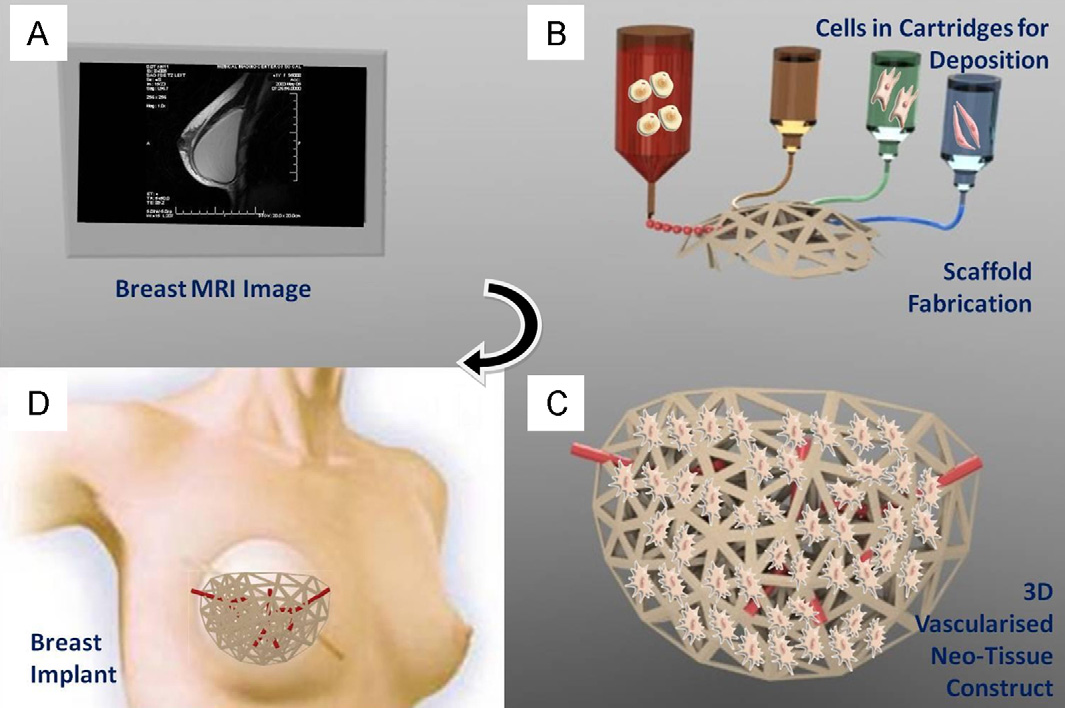 A
Breast MRI Image
B
Cells in Cartridges for
Deposition
Scaffold
Fabrication
D
Breast
Implant
C
3D
Vascularised
Neo-Tissue
Construct